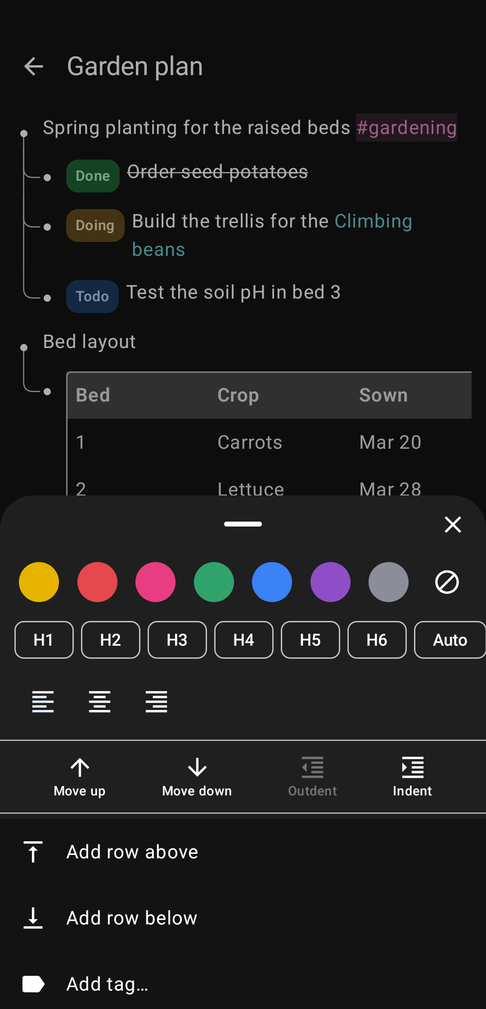 Garden plan
Spring planting for the raised beds #gardening
Done Order seed potatoes
Doing Build the trellis for the Climbing
beans
Todo Test the soil pH in bed 3
Bed layout
Bed Crop Sown
1 Carrots Mar 20
2 Lettuce Mar 28
H1 H2 H3 H4 H5 H6 Auto
Move up Move down Outdent Indent
Add row above
Add row below
Add tag…